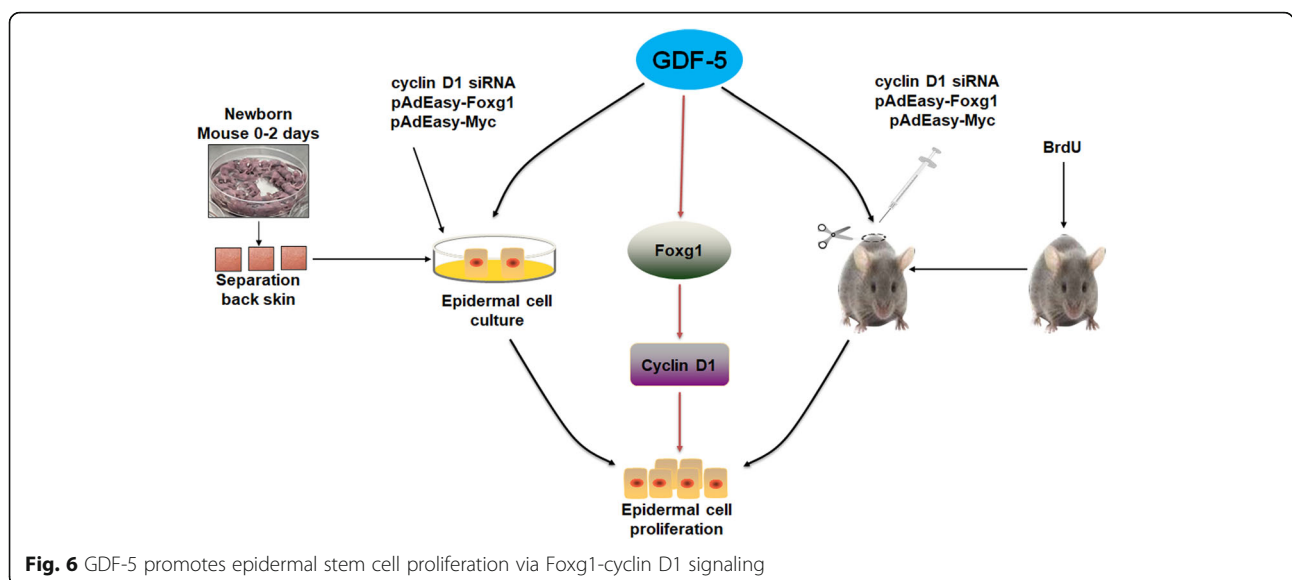 GDF-5
cyclin D1 siRNA
pAdEasy-Foxg1
pAdEasy-Myc
cyclin D1 siRNA
pAdEasy-Foxg1
pAdEasy-Myc
Newborn
Mouse 0-2 days
BrdU
Foxg1
Separation
back skin
Epidermal cell
culture
Cyclin D1
Epidermal cell
proliferation
Fig. 6 GDF-5 promotes epidermal stem cell proliferation via Foxg1-cyclin D1 signaling